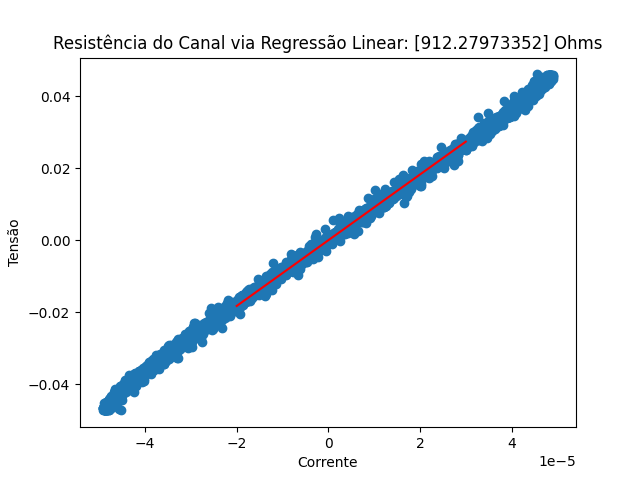 Resistência do Canal via Regressão Linear: [912.27973352] Ohms
0.04
0.02
0.00
−0.02
−0.04
Tensão
−4
−2
0
2
4
1e−5
Corrente